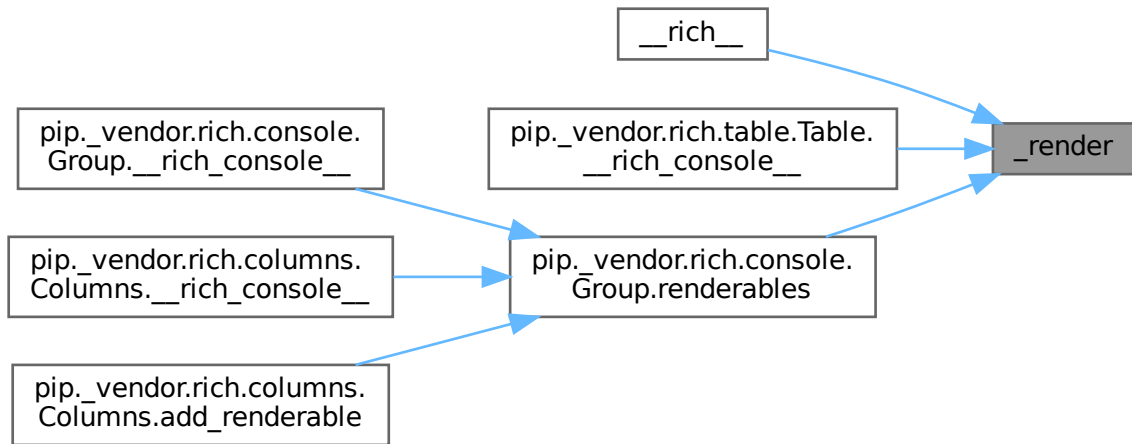 __rich__
pip._vendor.rich.console.
Group.__rich_console__
pip._vendor.rich.table.Table.
__rich_console__
_render
pip._vendor.rich.columns.
Columns.__rich_console__
pip._vendor.rich.console.
Group.renderables
pip._vendor.rich.columns.
Columns.add_renderable